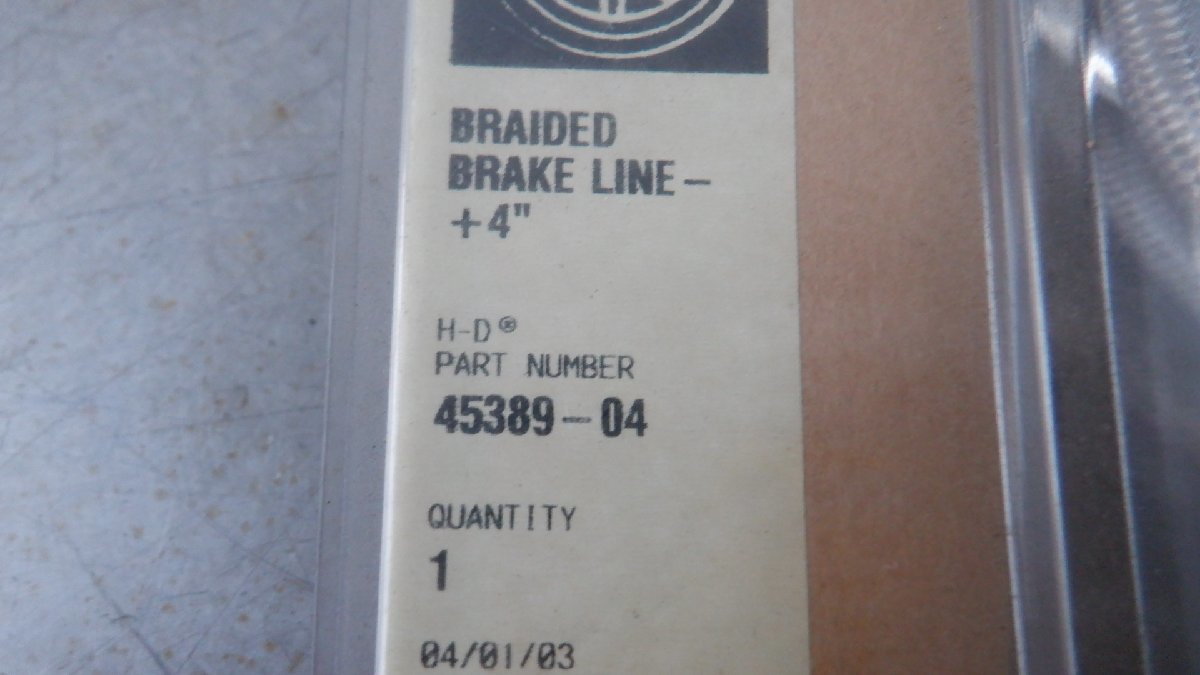 BRAIDED
BRAKE LINE-
+4"
H-D®
PART NUMBER
45389-04
QUANTITY
1
04/01/03